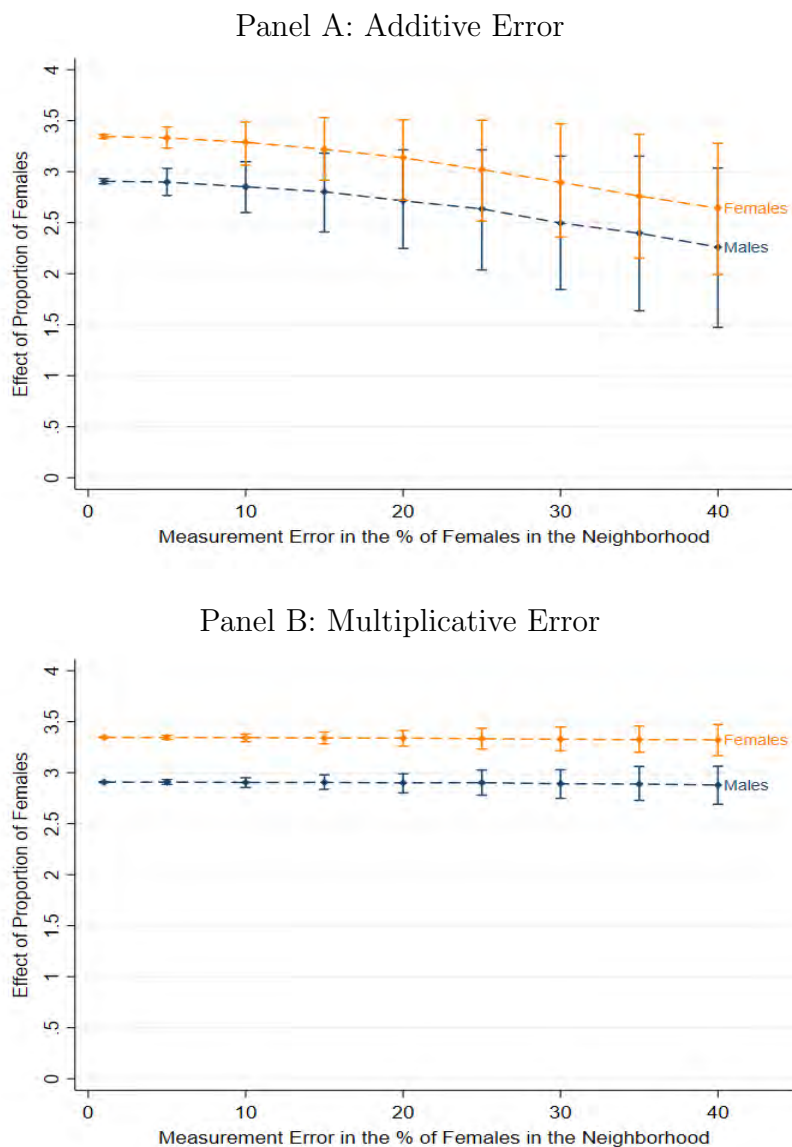 Panel A: Additive Error
Effect of Proportion of Females
4
3.5
3
2.5
2
1.5
1
.5
0
Females
Males
0 10 20 30 40
Measurement Error in the % of Females in the Neighborhood
Panel B: Multiplicative Error
Effect of Proportion of Females
4
3.5
3
2.5
2
1.5
1
.5
0
Females
Males
0 10 20 30 40
Measurement Error in the % of Females in the Neighborhood